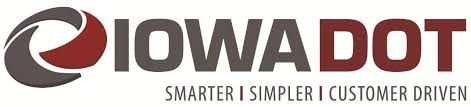 IOWADOT
SMARTER | SIMPLER | CUSTOMER DRIVEN